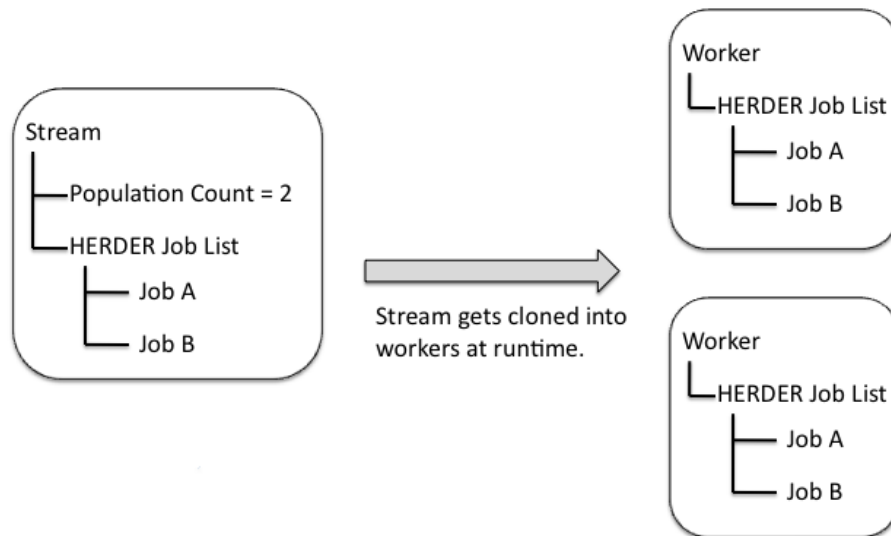 Stream
Population Count = 2
HERDER Job List
Job A
Job B
Stream gets cloned into
workers at runtime.
Worker
HERDER Job List
Job A
Job B
Worker
HERDER Job List
Job A
Job B